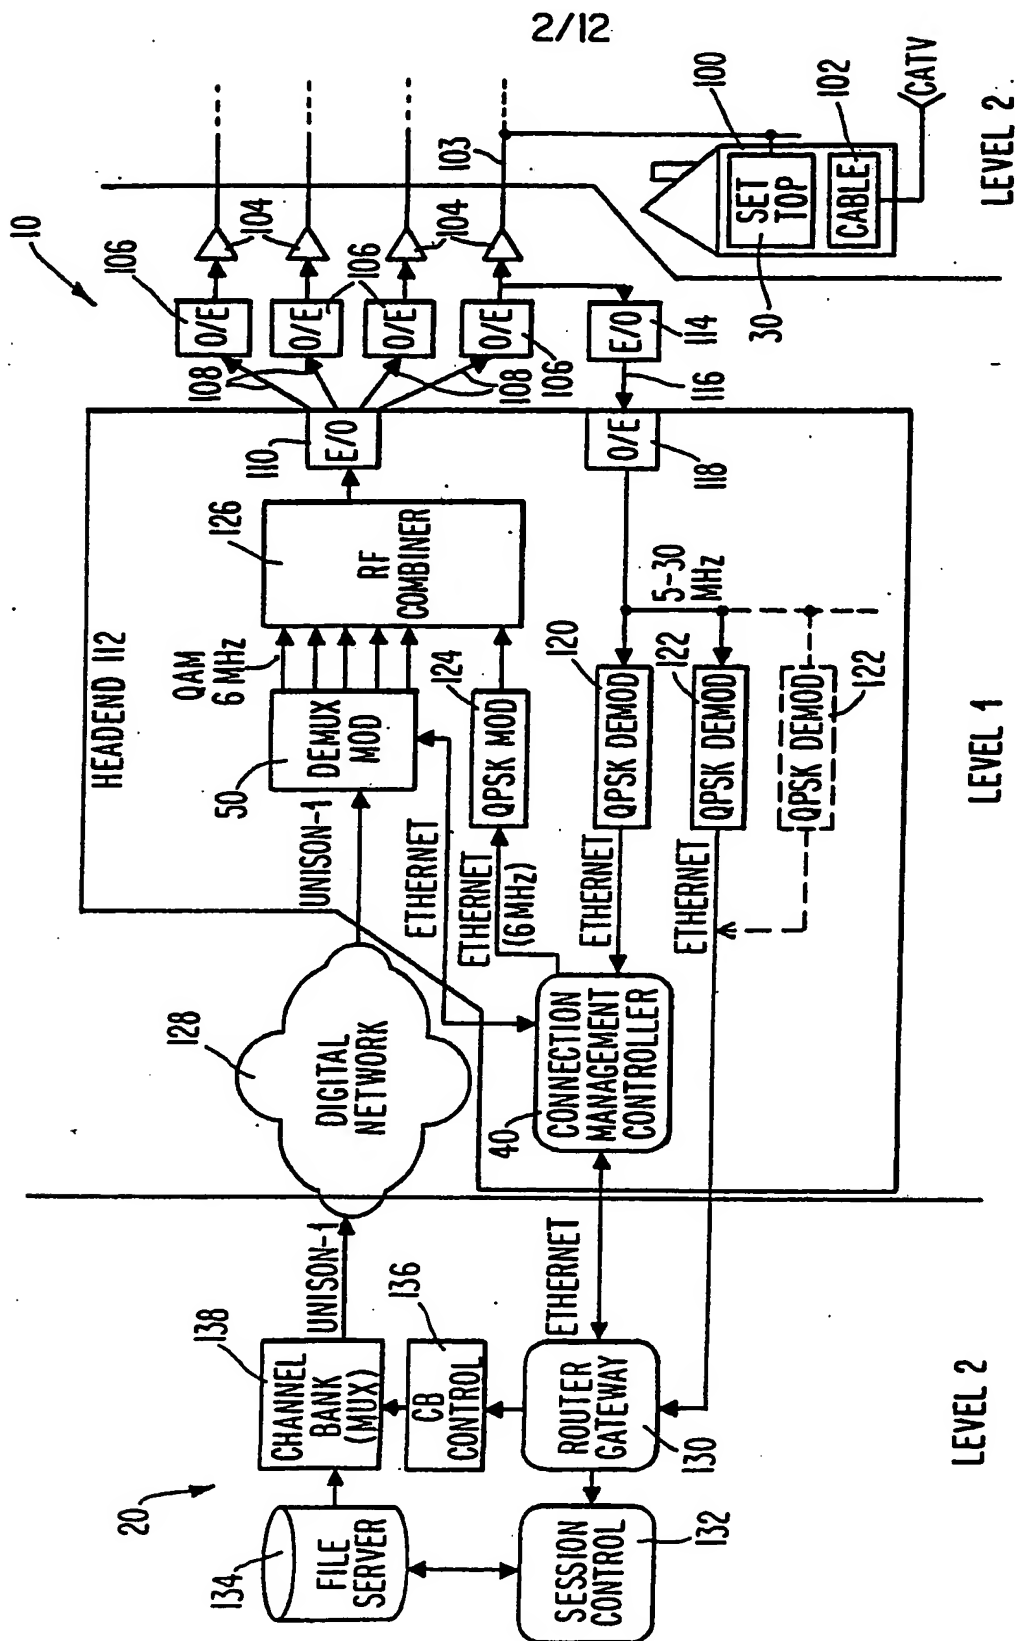 2/12
10
20
134
FILE
SERVER
138
CHANNEL
BANK
(MUX)
UNISON-1
136
CB
CONTROL
ROUTER
GATEWAY
130
SESSION
CONTROL
132
ETHERNET
LEVEL 2
128
DIGITAL
NETWORK
HEADEND 112
UNISON-1
50
DEMUX
MOD
QAM
6 MHz
126
RF
COMBINER
110
E/O
ETHERNET
ETHERNET
(6MHz)
124
QPSK MOD
40
CONNECTION
MANAGEMENT
CONTROLLER
ETHERNET
120
QPSK DEMOD
ETHERNET
122
QPSK DEMOD
QPSK DEMOD
122
5-30
MHz
O/E
118
LEVEL 1
106
O/E
104
108
O/E
106
O/E
104
108
O/E
106
103
E/O
114
116
100
SET
TOP
30
102
CABLE
CATV
LEVEL 2